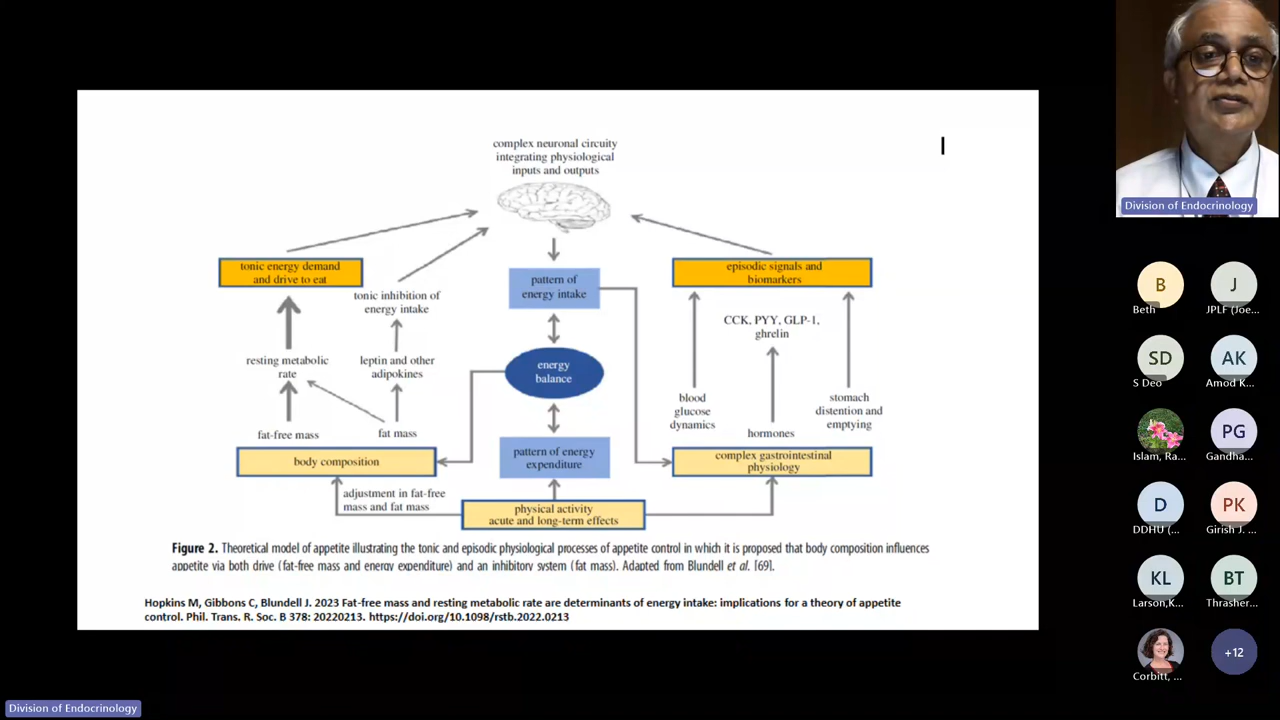 complex neuronal circuity
integrating physiological
inputs and outputs
tonic energy demand
and drive to eat
tonic inhibition of
energy intake
pattern of
energy intake
episodic signals and
biomarkers
CCK, PYY, GLP-1,
ghrelin
resting metabolic
rate
leptin and other
adipokines
energy
balance
blood
glucose
dynamics
stomach
distention and
emptying
fat-free mass
fat mass
hormones
body composition
pattern of energy
expenditure
complex gastrointestinal
physiology
adjustment in fat-free
mass and fat mass
physical activity
acute and long-term effects
Figure 2. Theoretical model of appetite illustrating the tonic and episodic physiological processes of appetite control in which it is proposed that body composition influences
appetite via both drive (fat-free mass and energy expenditure) and an inhibitory system (fat mass). Adapted from Blundell et al. [69].
Hopkins M, Gibbons C, Blundell J. 2023 Fat-free mass and resting metabolic rate are determinants of energy intake: implications for a theory of appetite
control. Phil. Trans. R. Soc. B 378: 20220213. https://doi.org/10.1098/rstb.2022.0213
Division of Endocrinology
B
Beth
J
JPLF (Joe...
SD
S Deo
AK
Amod K...
Islam, Ra...
PG
Gandha...
D
DDHU (...
PK
Girish J. ...
KL
Larson,K...
BT
Thrasher...
Corbitt, ...
+12
Division of Endocrinology